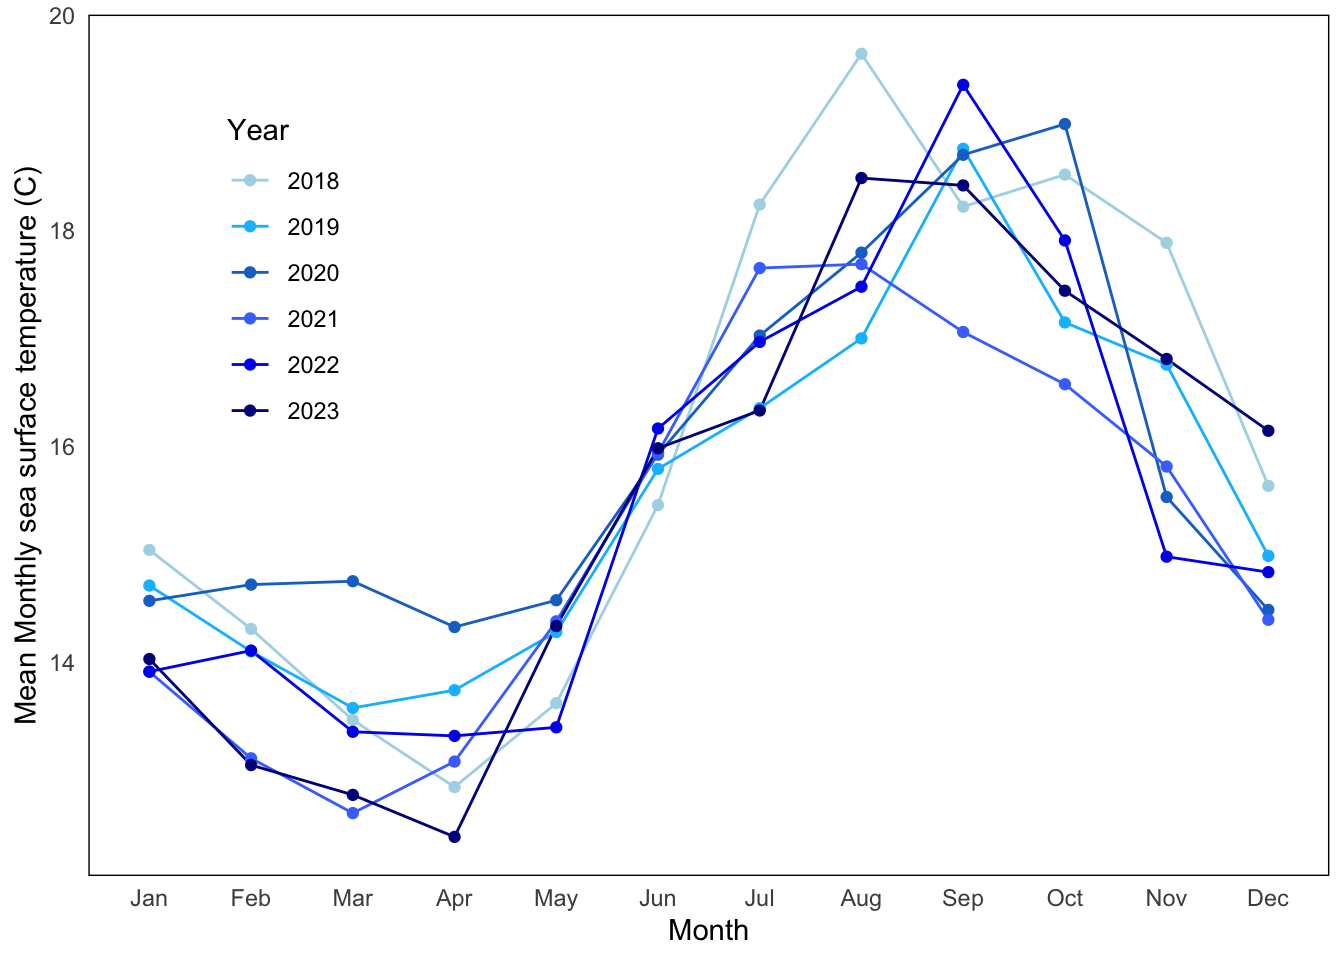 20
18
16
14
Mean Monthly sea surface temperature (C)
Year
2018
2019
2020
2021
2022
2023
Jan Feb Mar Apr May Jun Jul Aug Sep Oct Nov Dec
Month